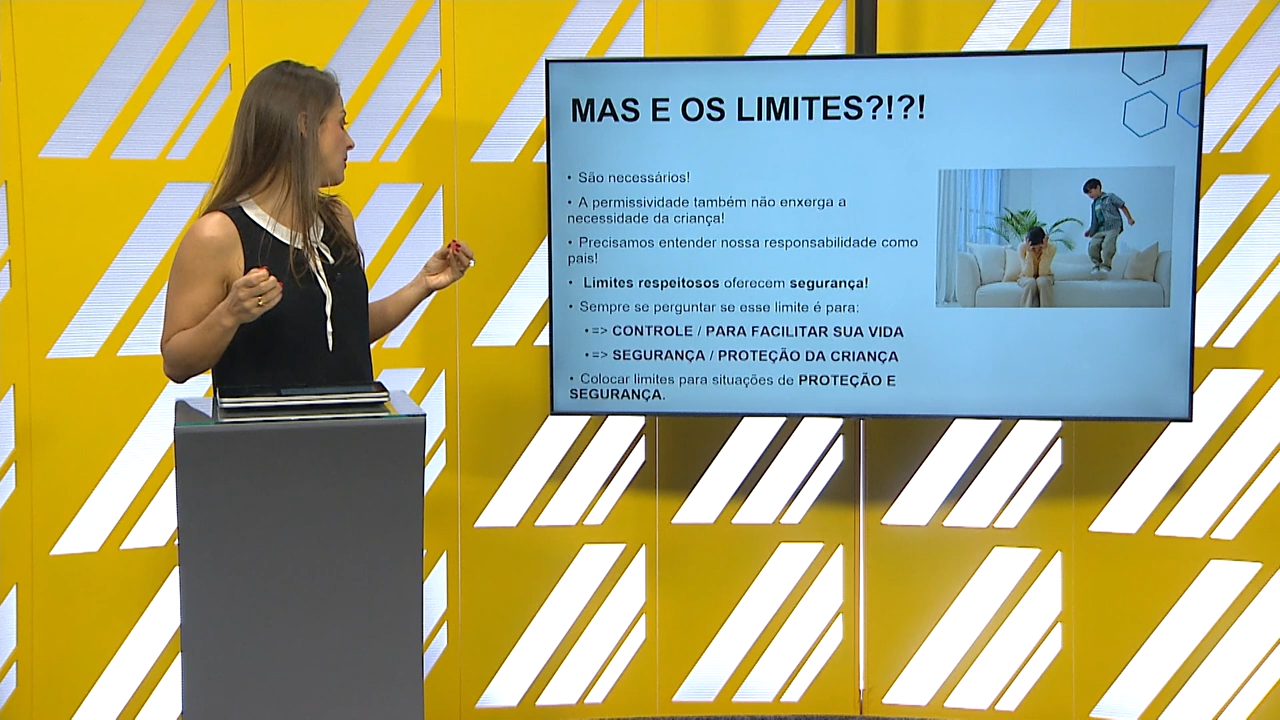 MAS E OS LIMITES?!?!
• São necessários!
• A permissividade também não enxerga a
necessidade da criança!
• Precisamos entender nossa responsabilidade como
pais!
• Limites respeitosos oferecem segurança!
• Sempre se perguntar se esse limite é para:
•=> CONTROLE / PARA FACILITAR SUA VIDA
•=> SEGURANÇA / PROTEÇÃO DA CRIANÇA
• Colocar limites para situações de PROTEÇÃO E
SEGURANÇA.